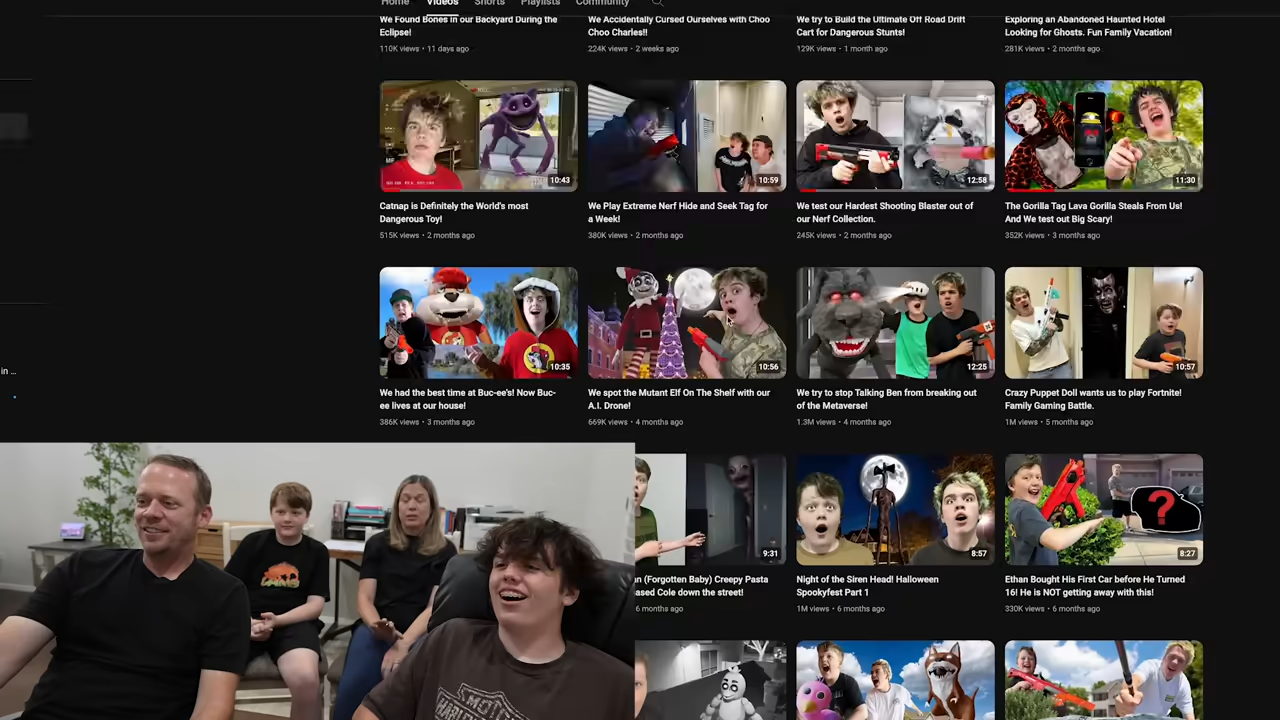 Home Videos Shorts Playlists Community
We Found Bones in our Backyard During the
Eclipse!
110K views • 11 days ago
We Accidentally Cursed Ourselves with Choo
Choo Charles!!
224K views • 2 weeks ago
We try to Build the Ultimate Off Road Drift
Cart for Dangerous Stunts!
129K views • 1 month ago
Exploring an Abandoned Haunted Hotel
Looking for Ghosts. Fun Family Vacation!
281K views • 2 months ago
10:43
10:59
12:58
11:30
Catnap is Definitely the World's most
Dangerous Toy!
515K views • 2 months ago
We Play Extreme Nerf Hide and Seek Tag for
a Week!
380K views • 2 months ago
We test our Hardest Shooting Blaster out of
our Nerf Collection.
245K views • 2 months ago
The Gorilla Tag Lava Gorilla Steals From Us!
And We test out Big Scary!
352K views • 3 months ago
10:35
10:56
12:25
10:57
in ...
We had the best time at Buc-ee's! Now Buc-
ee lives at our house!
386K views • 3 months ago
We spot the Mutant Elf On The Shelf with our
A.I. Drone!
669K views • 4 months ago
We try to stop Talking Ben from breaking out
of the Metaverse!
1.3M views • 4 months ago
Crazy Puppet Doll wants us to play Fortnite!
Family Gaming Battle.
1M views • 5 months ago
9:31
8:57
?
8:27
(Forgotten Baby) Creepy Pasta
Cole down the street!
6 months ago
Night of the Siren Head! Halloween
Spookyfest Part 1
1M views • 6 months ago
Ethan Bought His First Car before He Turned
16! He is NOT getting away with this!
330K views • 6 months ago